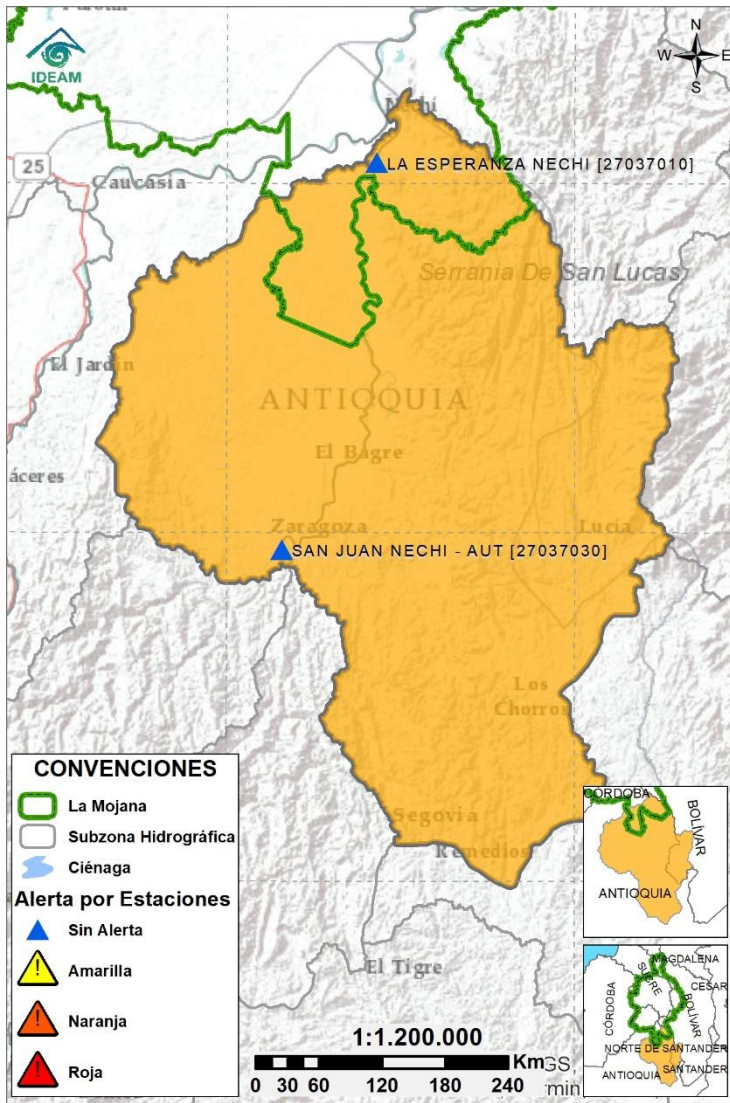 IDEAM
N
W E
S
Nechí
25
Caucasia
LA ESPERANZA NECHI [27037010]
Serranía De San Lucas
El Jardín
ANTIOQUIA
El Bagre
áceres
Zaragoza
Lucía
SAN JUAN NECHI - AUT [27037030]
Los
Chorros
Segovia
Remedios
El Tigre
CONVENCIONES
La Mojana
Subzona Hidrográfica
Ciénaga
Alerta por Estaciones
Sin Alerta
Amarilla
Naranja
Roja
1:1.200.000
Km
0 30 60 120 180 240
GS,
min
CÓRDOBA
BOLÍVAR
ANTIOQUIA
MAGDALENA
SUCRE
CESAR
CÓRDOBA
BOLÍVAR
NORTE DE SANTANDER
ANTIOQUIA
SANTANDER